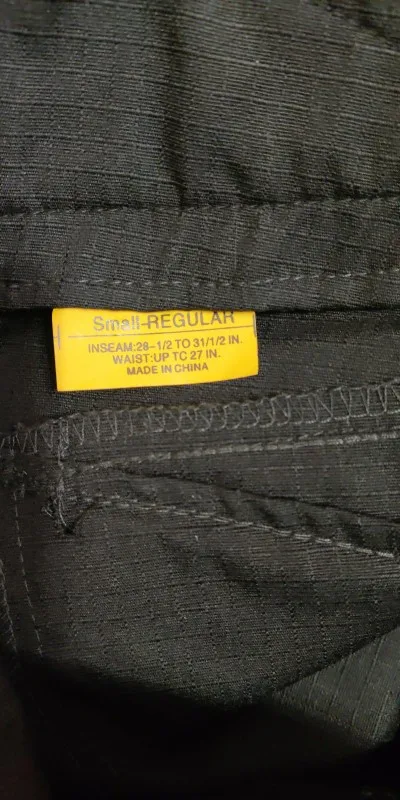 Small-REGULAR
INSEAM:28-1/2 TO 31/1/2 IN.
WAIST:UP TC 27 IN.
MADE IN CHINA